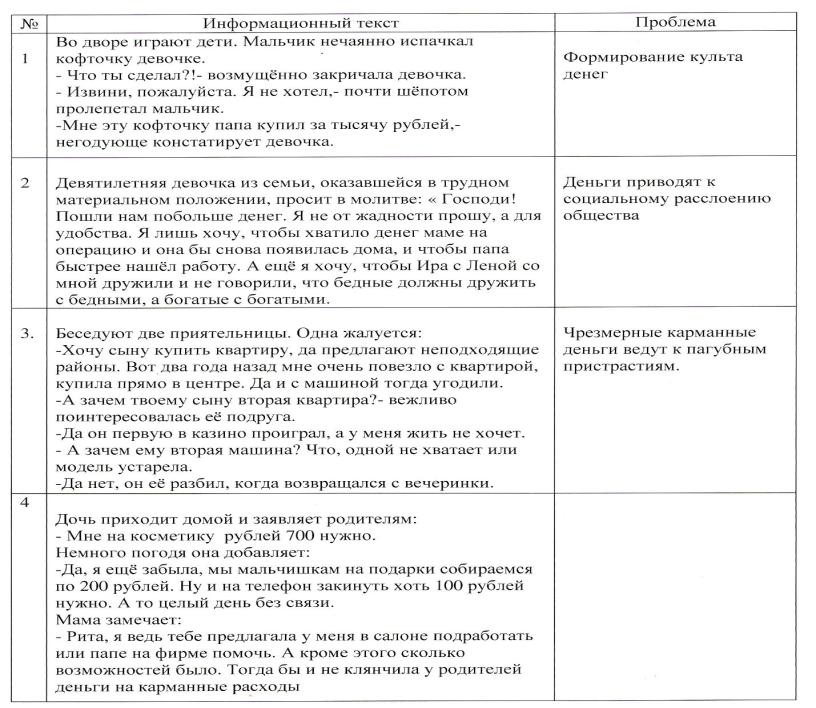 № Информационный текст Проблема
1 Во дворе играют дети. Мальчик нечаянно испачкал
кофточку девочке.
- Что ты сделал?!- возмущённо закричала девочка.
- Извини, пожалуйста. Я не хотел,- почти шёпотом
пролепетал мальчик.
-Мне эту кофточку папа купил за тысячу рублей,-
негодующе констатирует девочка.
Формирование культа
денег
2 Девятилетняя девочка из семьи, оказавшейся в трудном
материальном положении, просит в молитве: « Господи!
Пошли нам побольше денег. Я не от жадности прошу, а для
удобства. Я лишь хочу, чтобы хватило денег маме на
операцию и она бы снова появилась дома, и чтобы папа
быстрее нашёл работу. А ещё я хочу, чтобы Ира с Леной со
мной дружили и не говорили, что бедные должны дружить
с бедными, а богатые с богатыми.
Деньги приводят к
социальному расслоению
общества
3. Беседуют две приятельницы. Одна жалуется:
-Хочу сыну купить квартиру, да предлагают неподходящие
районы. Вот два года назад мне очень повезло с квартирой,
купила прямо в центре. Да и с машиной тогда угодили.
-А зачем твоему сыну вторая квартира?- вежливо
поинтересовалась её подруга.
-Да он первую в казино проиграл, а у меня жить не хочет.
- А зачем ему вторая машина? Что, одной не хватает или
модель устарела.
-Да нет, он её разбил, когда возвращался с вечеринки.
Чрезмерные карманные
деньги ведут к пагубным
пристрастиям.
4
Дочь приходит домой и заявляет родителям:
- Мне на косметику рублей 700 нужно.
Немного погодя она добавляет:
-Да, я ещё забыла, мы мальчишкам на подарки собираемся
по 200 рублей. Ну и на телефон закинуть хоть 100 рублей
нужно. А то целый день без связи.
Мама замечает:
- Рита, я ведь тебе предлагала у меня в салоне подработать
или папе на фирме помочь. А кроме этого сколько
возможностей было. Тогда бы и не клянчила у родителей
деньги на карманные расходы